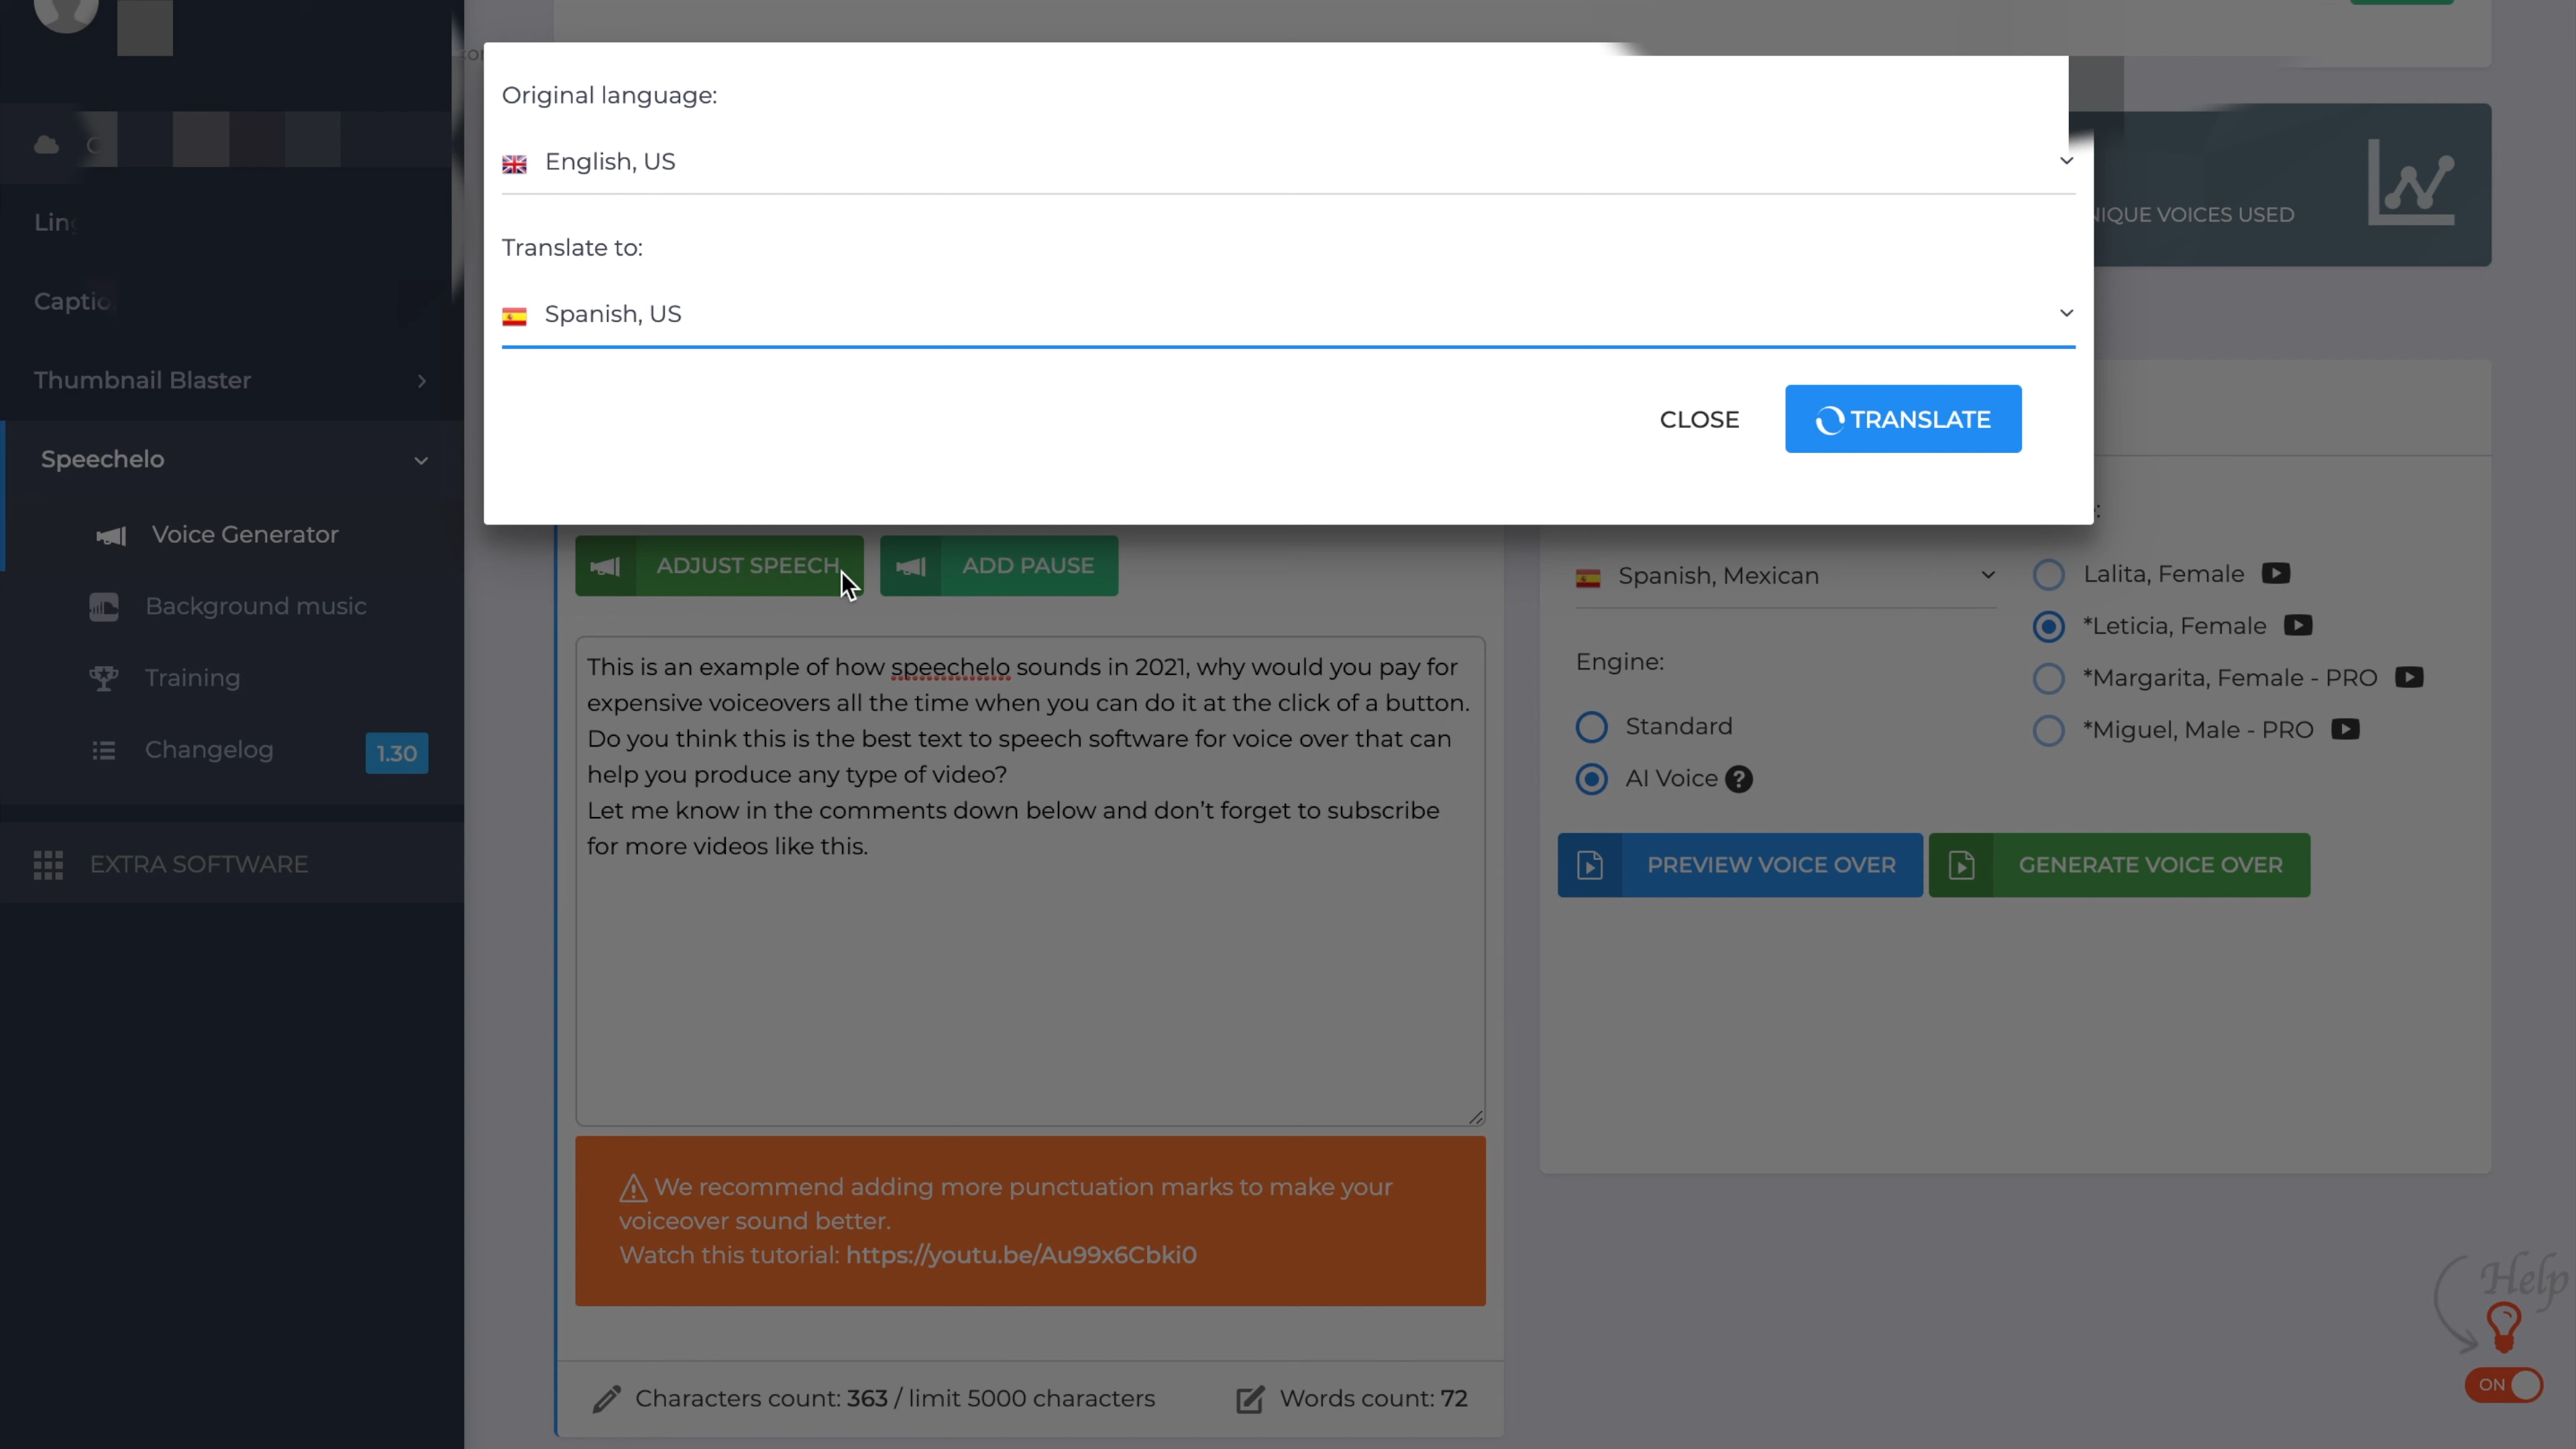 Original language:
English, US
Translate to:
Spanish, US
CLOSE
TRANSLATE
NIQUE VOICES USED
Thumbnail Blaster
Speechelo
Voice Generator
Background music
Training
Changelog
1.30
EXTRA SOFTWARE
ADJUST SPEECH
ADD PAUSE
This is an example of how speechelo sounds in 2021, why would you pay for
expensive voiceovers all the time when you can do it at the click of a button.
Do you think this is the best text to speech software for voice over that can
help you produce any type of video?
Let me know in the comments down below and don't forget to subscribe
for more videos like this.
We recommend adding more punctuation marks to make your
voiceover sound better.
Watch this tutorial: https://youtu.be/Au99x6Cbki0
Characters count: 363 / limit 5000 characters
Words count: 72
Spanish, Mexican
Engine:
Standard
AI Voice ?
Lalita, Female
*Leticia, Female
*Margarita, Female - PRO
*Miguel, Male - PRO
PREVIEW VOICE OVER
GENERATE VOICE OVER
Help
ON